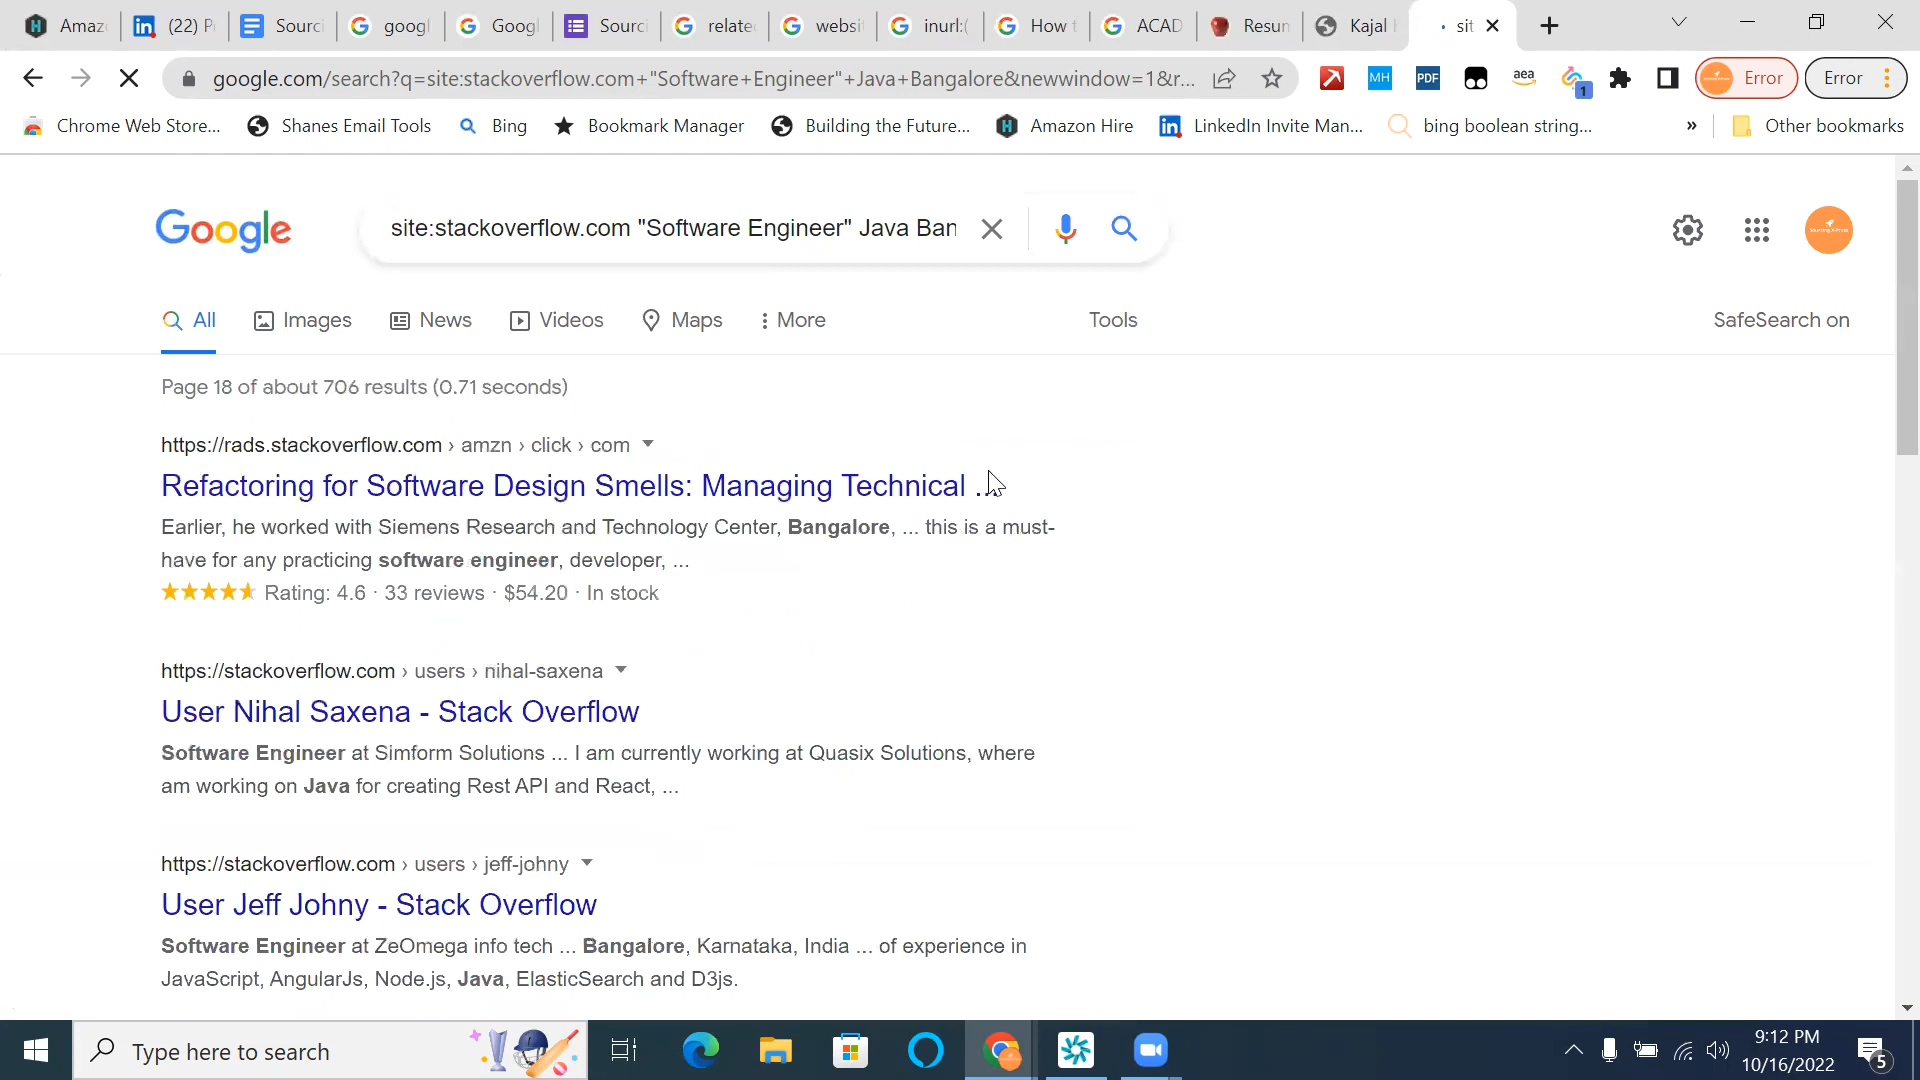 Amaz
(22) P
Sourci
googl
Googl
Sourci
relate
websit
inurl:(
How t
ACAD
Resun
Kajal
sit
google.com/search?q=site:stackoverflow.com+"Software+Engineer"+Java+Bangalore&newwindow=1&r...
MH
PDF
aea
1
Error
Error
Chrome Web Store...
Shanes Email Tools
Bing
Bookmark Manager
Building the Future...
Amazon Hire
LinkedIn Invite Man...
bing boolean string...
»
Other bookmarks
Google
site:stackoverflow.com "Software Engineer" Java Ban
All
Images
News
Videos
Maps
More
Tools
SafeSearch on
Page 18 of about 706 results (0.71 seconds)
https://rads.stackoverflow.com › amzn › click › com
Refactoring for Software Design Smells: Managing Technical ...
Earlier, he worked with Siemens Research and Technology Center, Bangalore, ... this is a must-
have for any practicing software engineer, developer, ...
Rating: 4.6 · 33 reviews · $54.20 · In stock
https://stackoverflow.com › users › nihal-saxena
User Nihal Saxena - Stack Overflow
Software Engineer at Simform Solutions ... I am currently working at Quasix Solutions, where
am working on Java for creating Rest API and React, ...
https://stackoverflow.com › users › jeff-johny
User Jeff Johny - Stack Overflow
Software Engineer at ZeOmega info tech ... Bangalore, Karnataka, India ... of experience in
JavaScript, AngularJs, Node.js, Java, ElasticSearch and D3js.
Type here to search
9:12 PM
10/16/2022
5